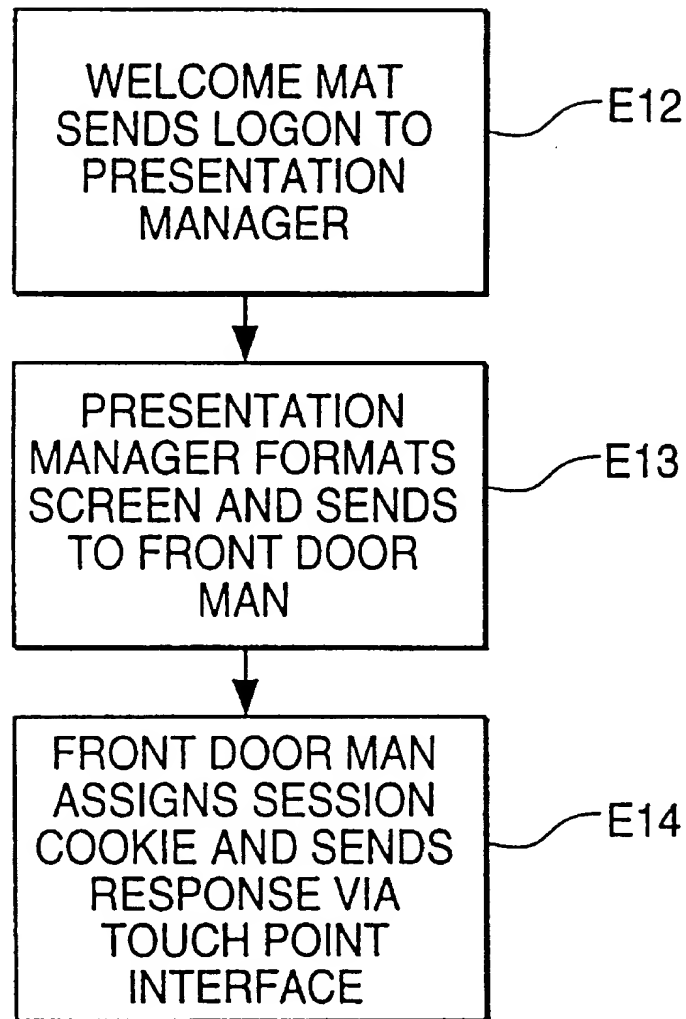 WELCOME MAT
SENDS LOGON TO
PRESENTATION
MANAGER
E12
PRESENTATION
MANAGER FORMATS
SCREEN AND SENDS
TO FRONT DOOR
MAN
E13
FRONT DOOR MAN
ASSIGNS SESSION
COOKIE AND SENDS
RESPONSE VIA
TOUCH POINT
INTERFACE
E14